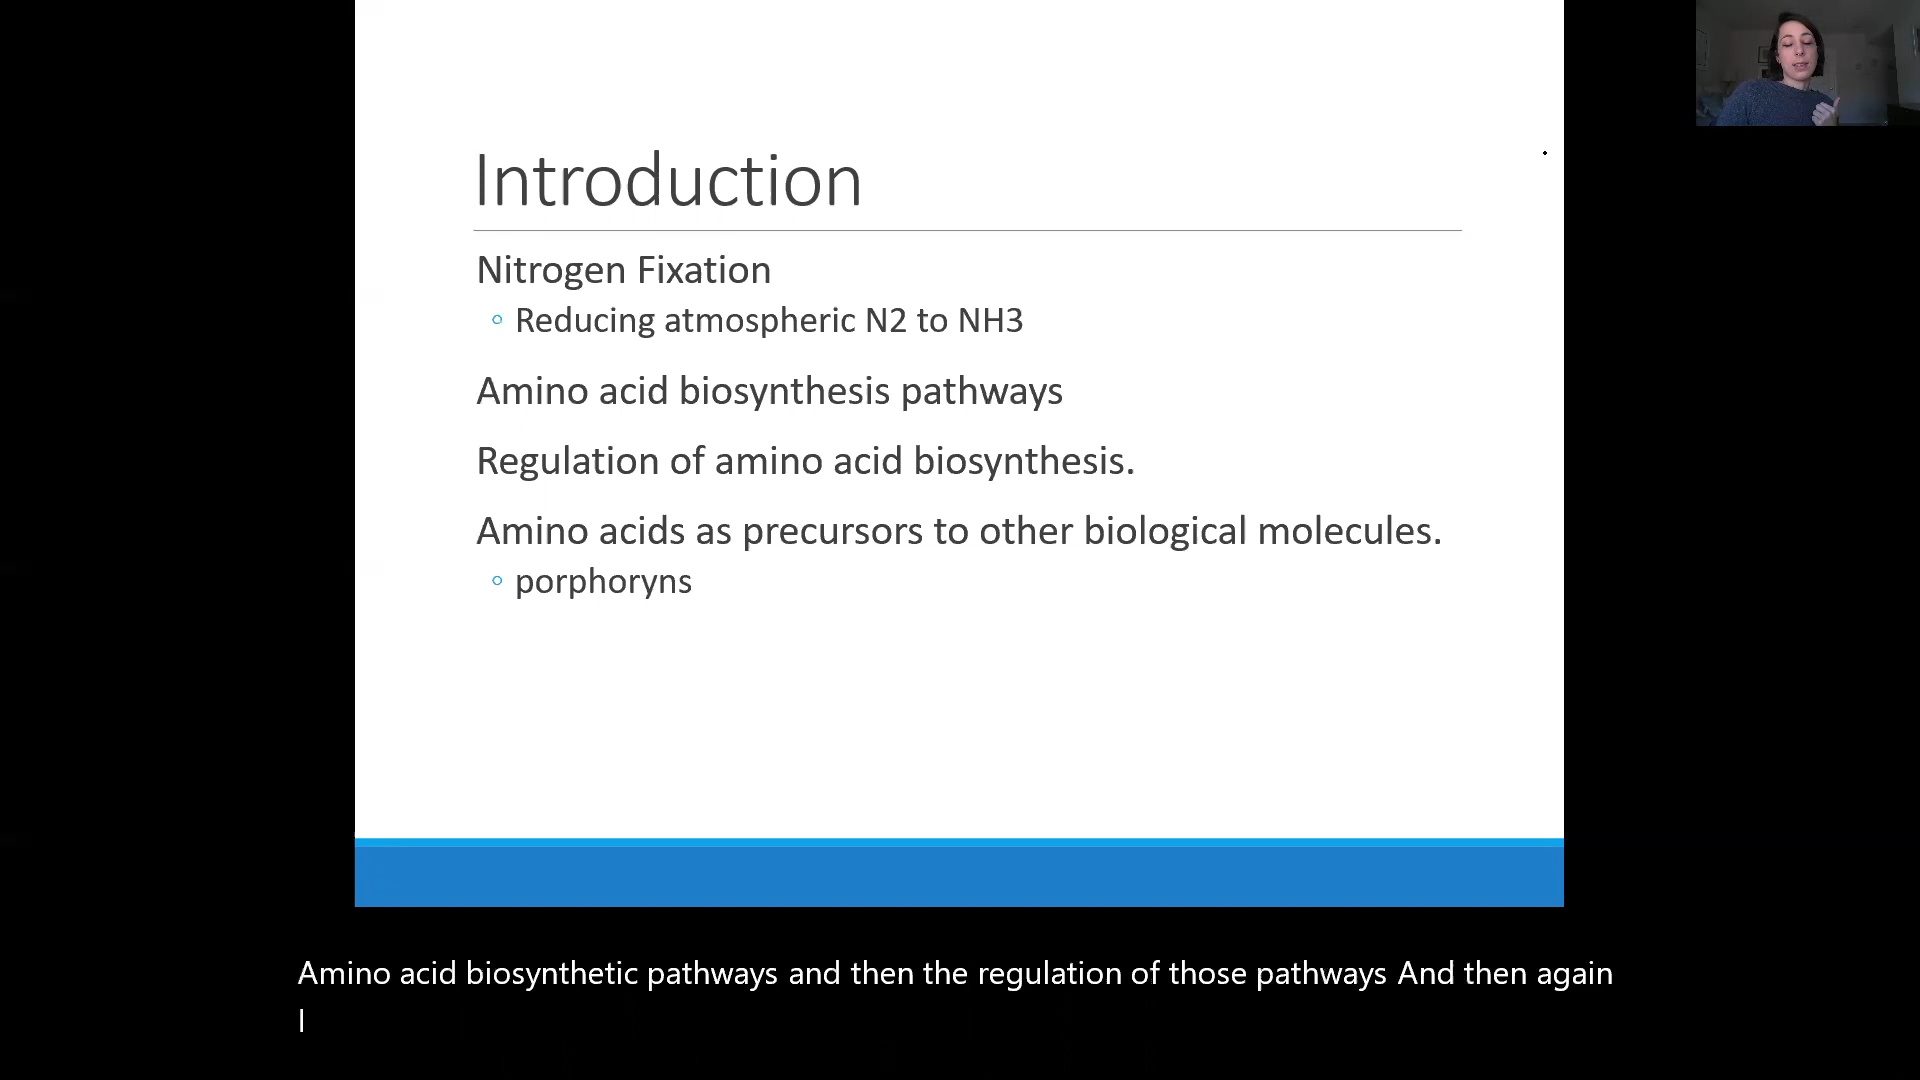 Introduction
Nitrogen Fixation
◦ Reducing atmospheric N2 to NH3
Amino acid biosynthesis pathways
Regulation of amino acid biosynthesis.
Amino acids as precursors to other biological molecules.
◦ porphoryns
Amino acid biosynthetic pathways and then the regulation of those pathways And then again
I